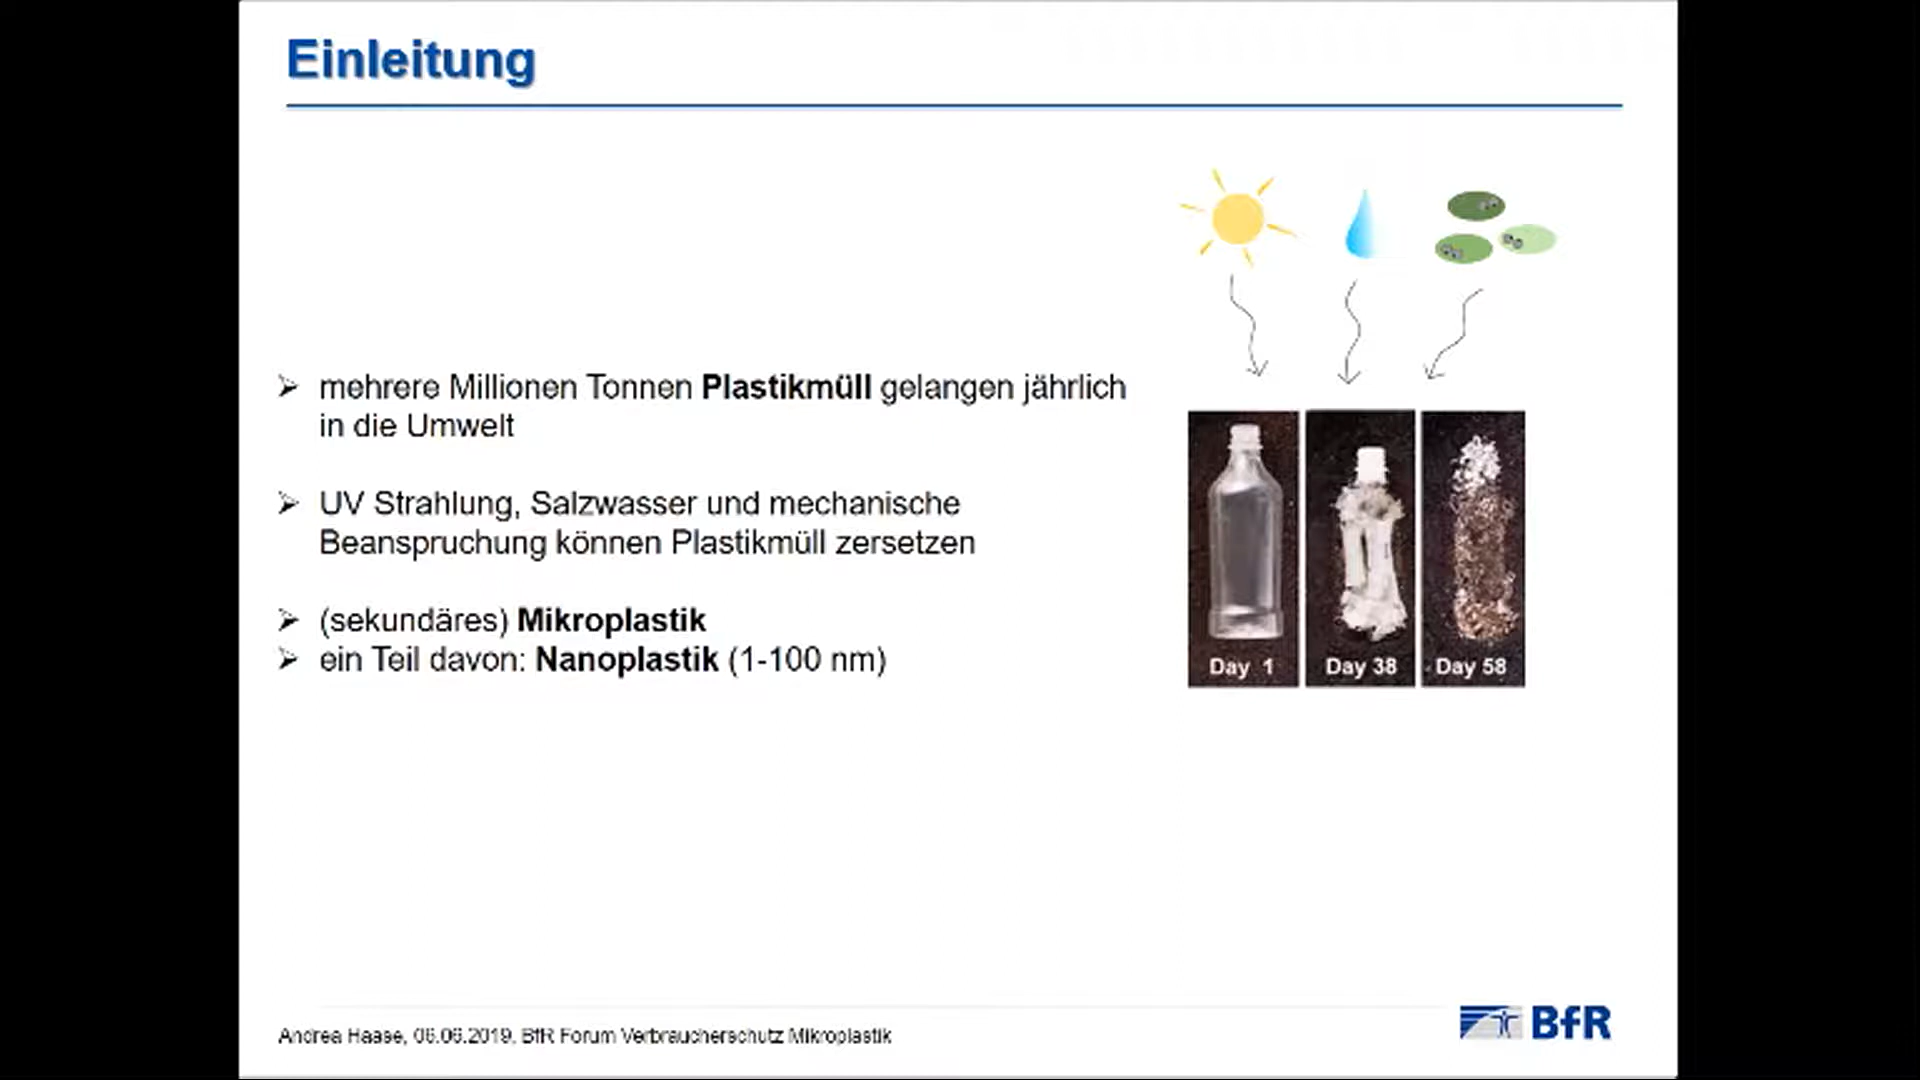 Einleitung
mehrere Millionen Tonnen Plastikmüll gelangen jährlich
in die Umwelt
UV Strahlung, Salzwasser und mechanische
Beanspruchung können Plastikmüll zersetzen
(sekundäres) Mikroplastik
ein Teil davon: Nanoplastik (1-100 nm)
Day 1
Day 38
Day 58
Andrea Haase, 06.06.2019, BfR Forum Verbraucherschutz Mikroplastik
BfR